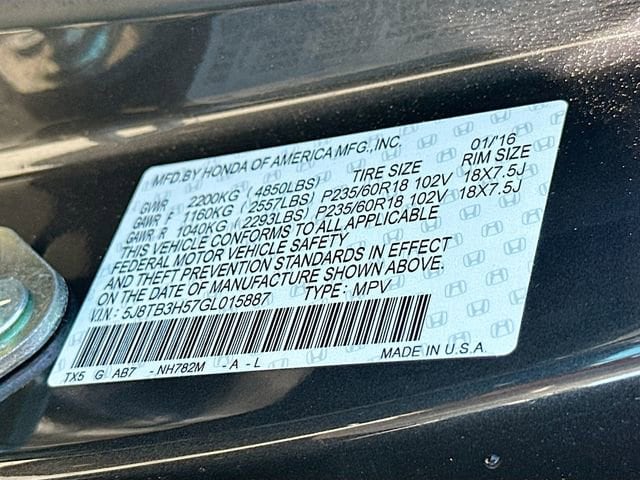 MFD.BY HONDA OF AMERICA MFG.,INC. 01/'16
TIRE SIZE RIM SIZE
GVWR 2200KG (4850LBS)
GAWR F 1160KG (2557LBS) P235/60R18 102V 18X7.5J
GAWR R 1040KG (2293LBS) P235/60R18 102V 18X7.5J
THIS VEHICLE CONFORMS TO ALL APPLICABLE
FEDERAL MOTOR VEHICLE SAFETY
AND THEFT PREVENTION STANDARDS IN EFFECT
ON THE DATE OF MANUFACTURE SHOWN ABOVE.
V.I.N: 5J8TB3H57GL015887 TYPE: MPV
TX5 G AB7 -NH782M -A-L MADE IN U.S.A.